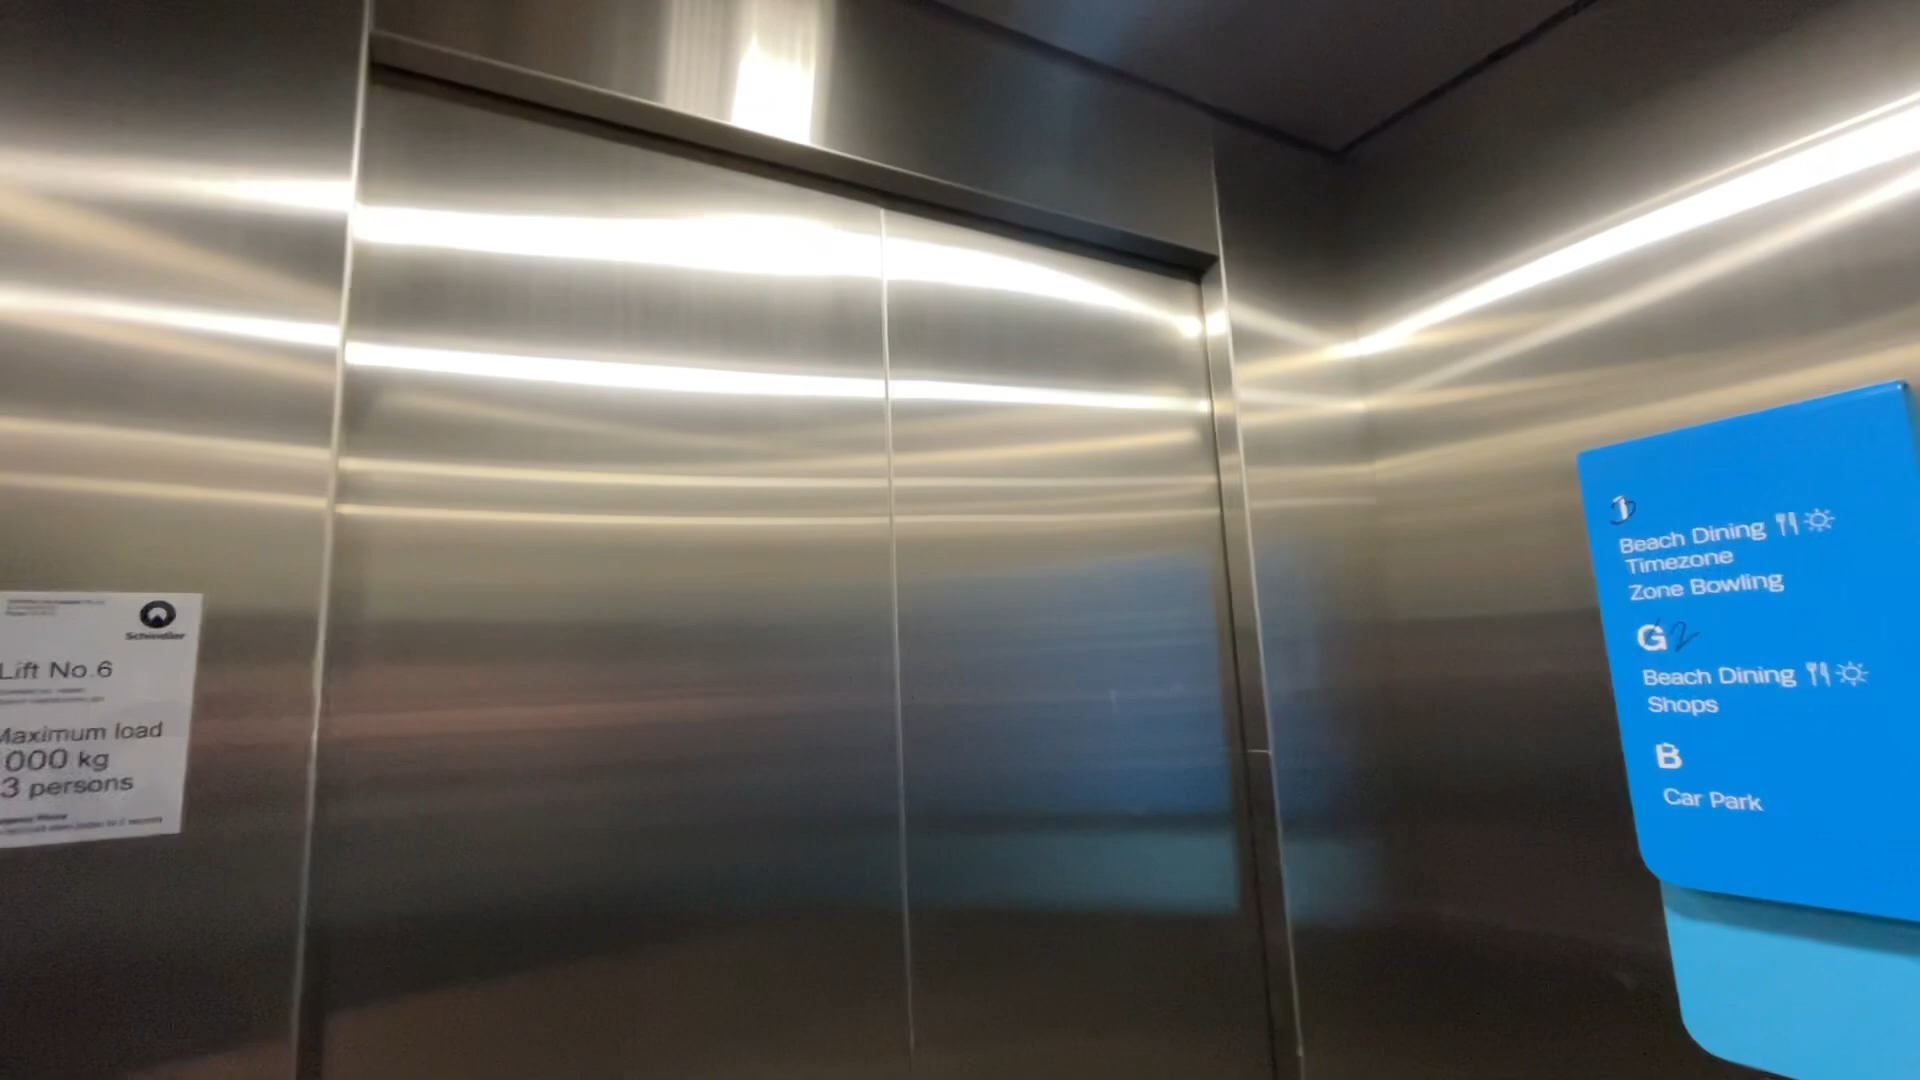 Schindler
Lift No.6
Maximum load
000 kg
3 persons
1
Beach Dining
Timezone
Zone Bowling
G 2
Beach Dining
Shops
B
Car Park